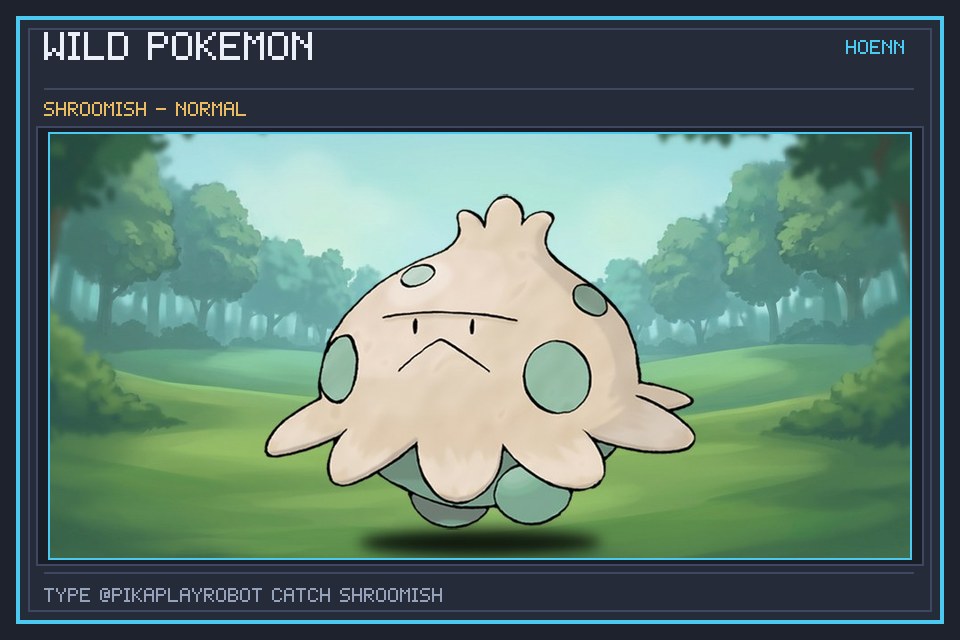 WILD POKEMON
HOENN
SHROOMISH - NORMAL
TYPE @PIKAPLAYROBOT CATCH SHROOMISH